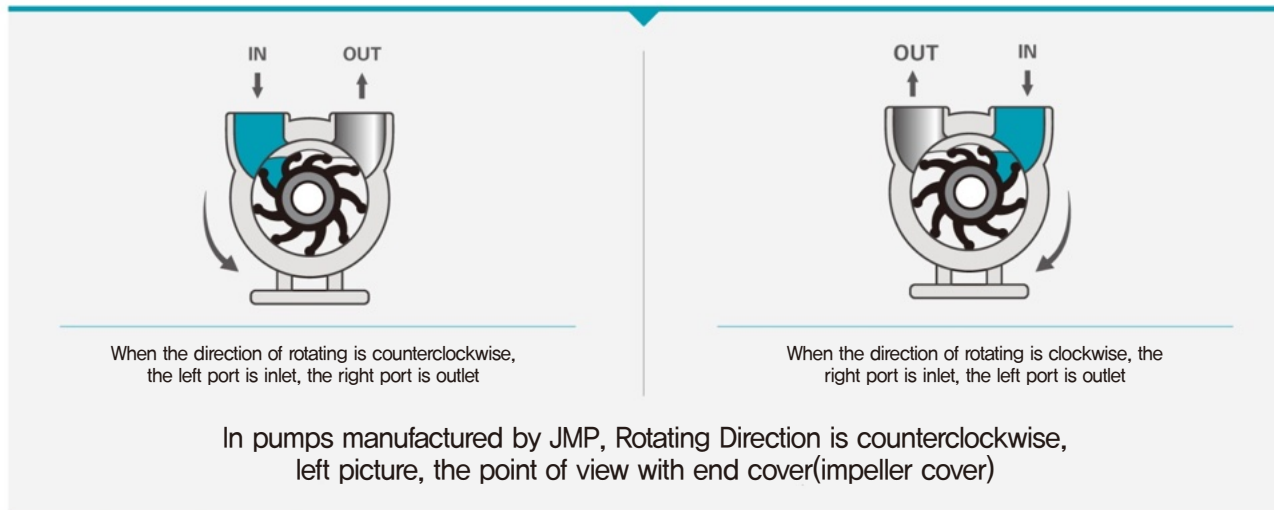 IN OUT
OUT IN
When the direction of rotating is counterclockwise,
the left port is inlet, the right port is outlet
When the direction of rotating is clockwise, the
right port is inlet, the left port is outlet
In pumps manufactured by JMP, Rotating Direction is counterclockwise,
left picture, the point of view with end cover(impeller cover)